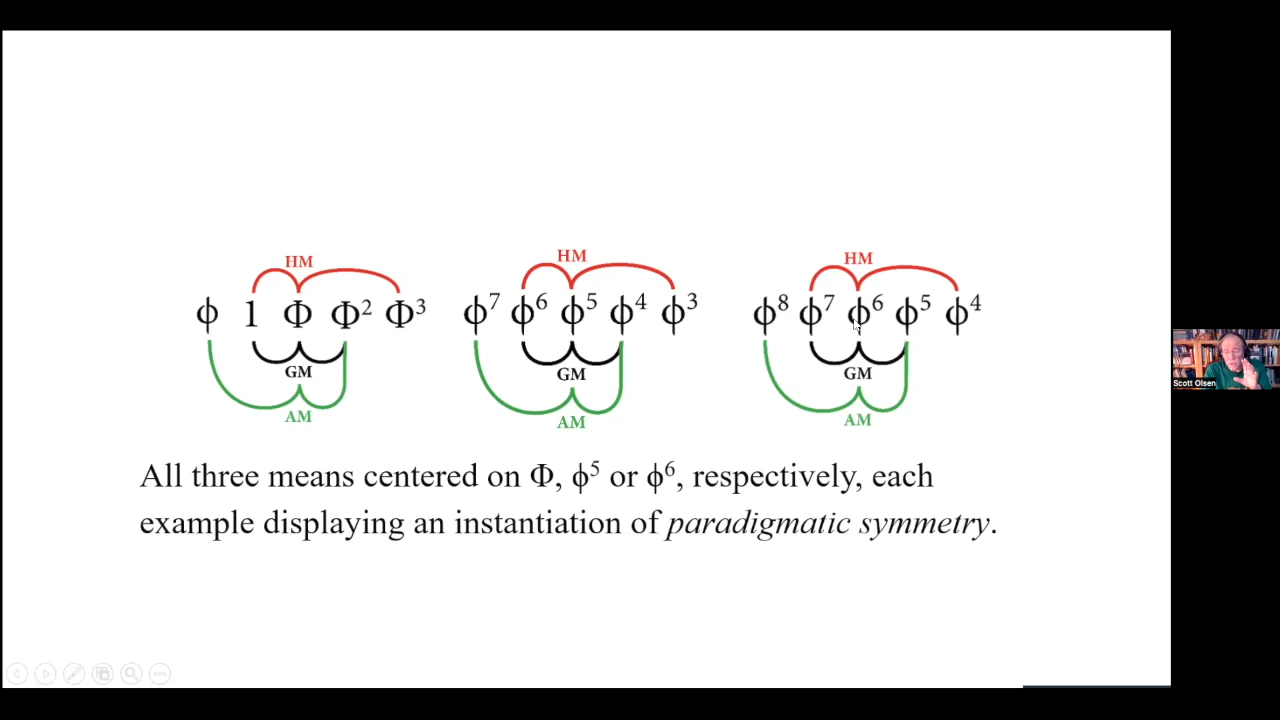 HM HM HM
ϕ 1 Φ Φ² Φ³ ϕ⁷ ϕ⁶ ϕ⁵ ϕ⁴ ϕ³ ϕ⁸ ϕ⁷ ϕ⁶ ϕ⁵ ϕ⁴
GM GM GM
AM AM AM
All three means centered on Φ, ϕ⁵ or ϕ⁶, respectively, each
example displaying an instantiation of paradigmatic symmetry.
Scott Olsen